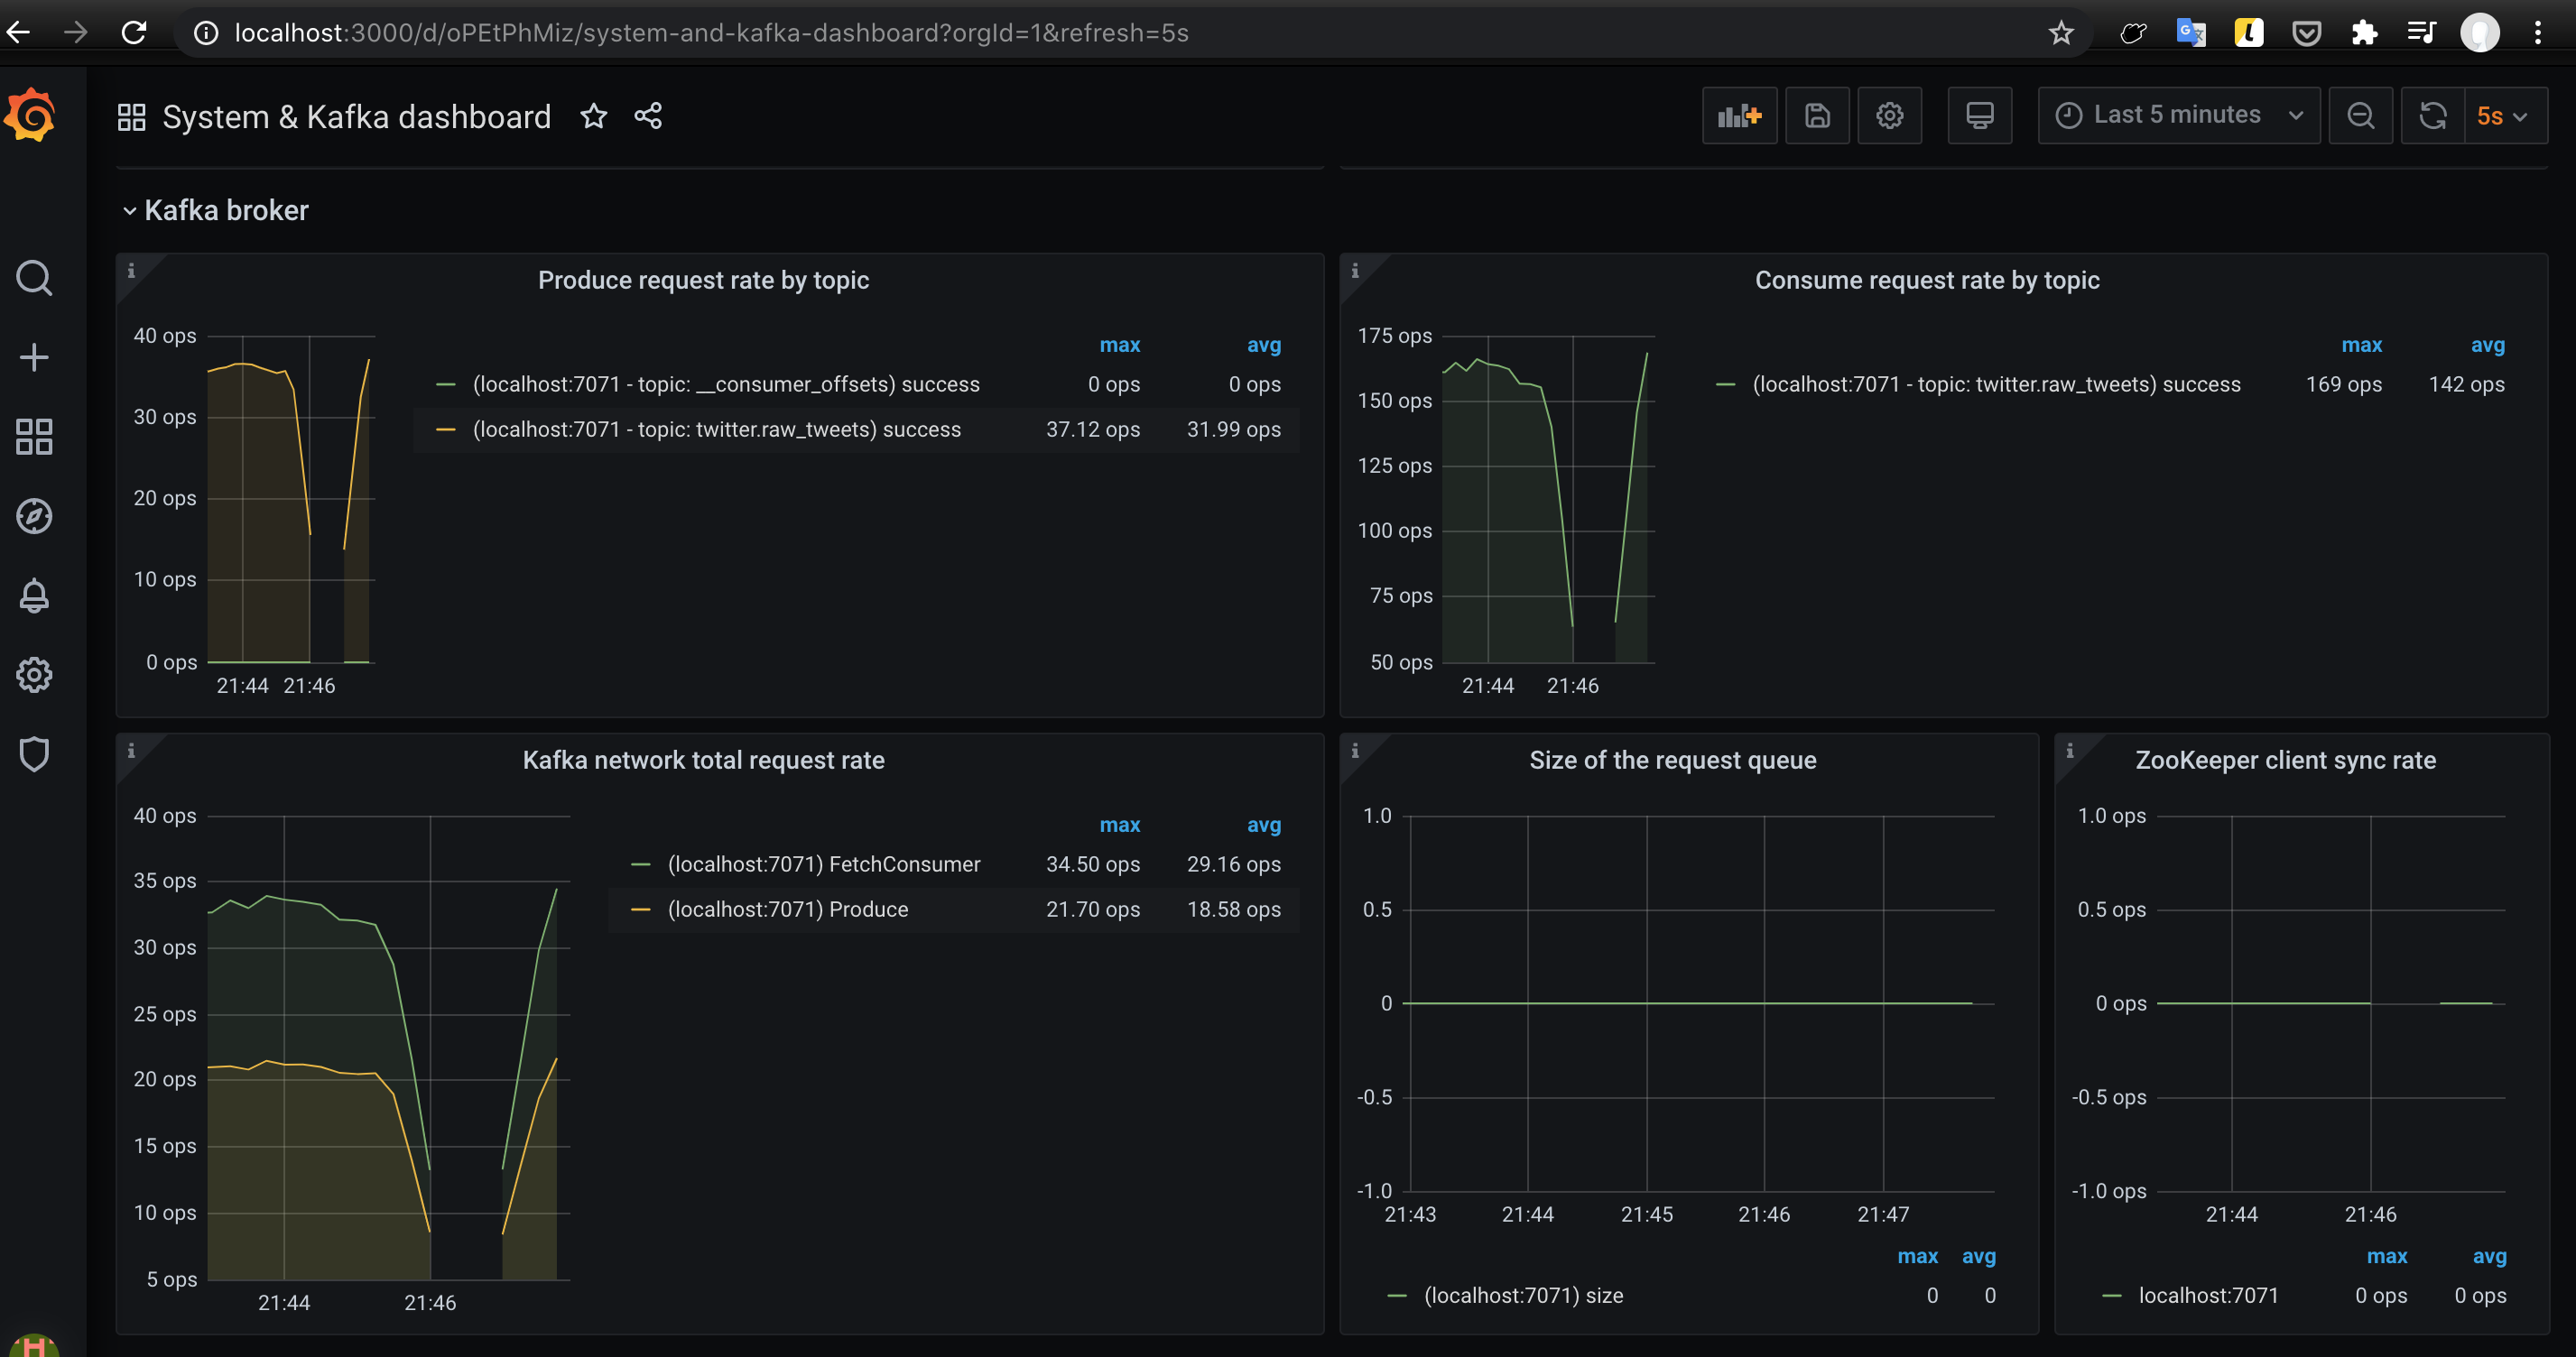 localhost:3000/d/oPEtPhMiz/system-and-kafka-dashboard?orgId=1&refresh=5s
System & Kafka dashboard
Last 5 minutes
5s
Kafka broker
Produce request rate by topic
40 ops
30 ops
20 ops
10 ops
0 ops
21:44 21:46
max avg
(localhost:7071 - topic: __consumer_offsets) success 0 ops 0 ops
(localhost:7071 - topic: twitter.raw_tweets) success 37.12 ops 31.99 ops
Consume request rate by topic
175 ops
150 ops
125 ops
100 ops
75 ops
50 ops
21:44 21:46
max avg
(localhost:7071 - topic: twitter.raw_tweets) success 169 ops 142 ops
Kafka network total request rate
40 ops
35 ops
30 ops
25 ops
20 ops
15 ops
10 ops
5 ops
21:44 21:46
max avg
(localhost:7071) FetchConsumer 34.50 ops 29.16 ops
(localhost:7071) Produce 21.70 ops 18.58 ops
Size of the request queue
1.0
0.5
0
-0.5
-1.0
21:43 21:44 21:45 21:46 21:47
max avg
(localhost:7071) size 0 0
ZooKeeper client sync rate
1.0 ops
0.5 ops
0 ops
-0.5 ops
-1.0 ops
21:44 21:46
max avg
localhost:7071 0 ops 0 ops